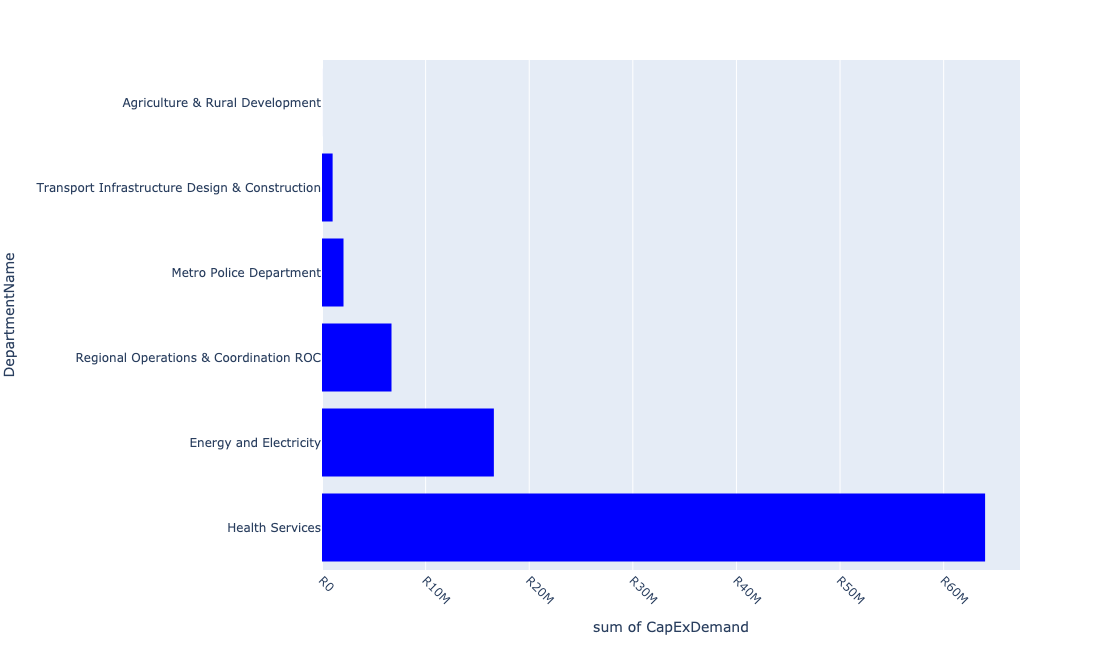 Agriculture & Rural Development
Transport Infrastructure Design & Construction
Metro Police Department
Regional Operations & Coordination ROC
Energy and Electricity
Health Services
DepartmentName
R0
R10M
R20M
R30M
R40M
R50M
R60M
sum of CapExDemand